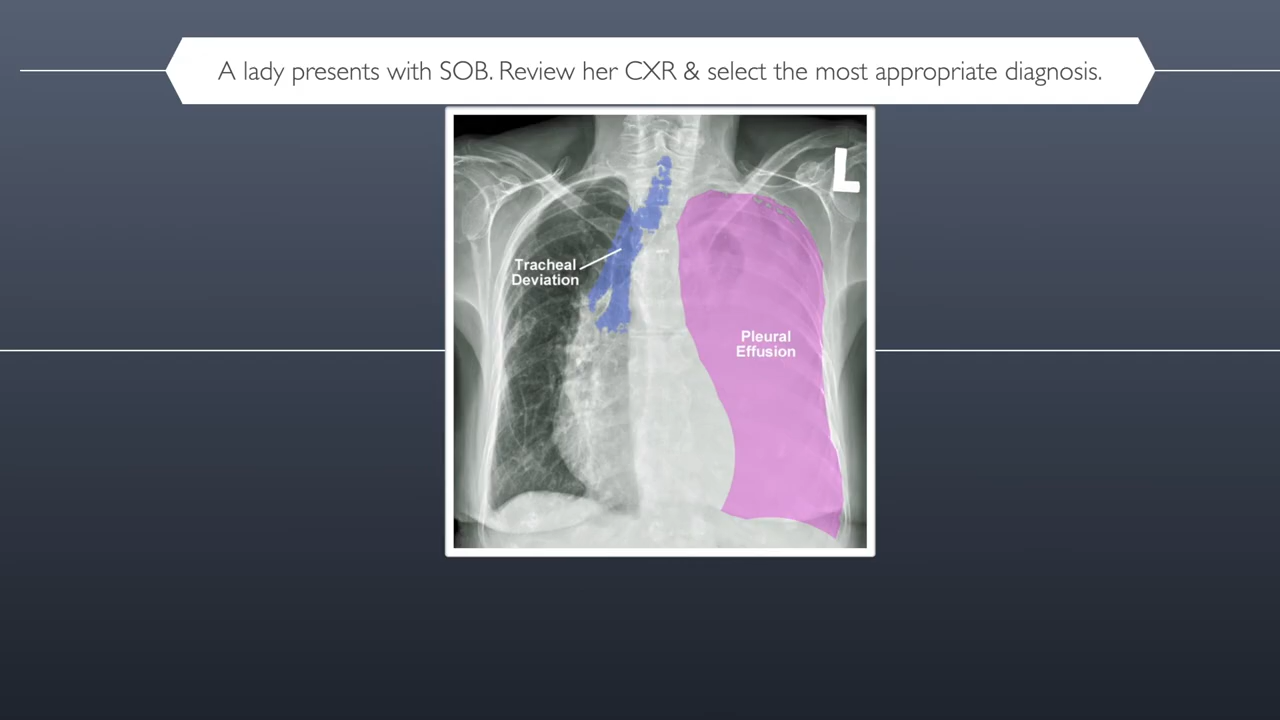 A lady presents with SOB. Review her CXR & select the most appropriate diagnosis.
L
Tracheal
Deviation
Pleural
Effusion